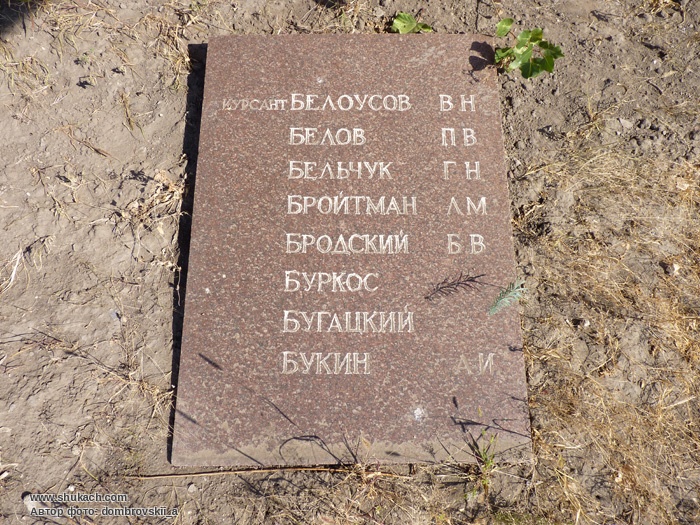 КУРСАНТ БЕЛОУСОВ В Н
БЕЛОВ П В
БЕЛЬЧУК Г Н
БРОЙТМАН Л М
БРОДСКИЙ Б В
БУРКОС
БУГАЦКИЙ
БУКИН А И
www.shukach.com
Автор фото: dombrovskii.a